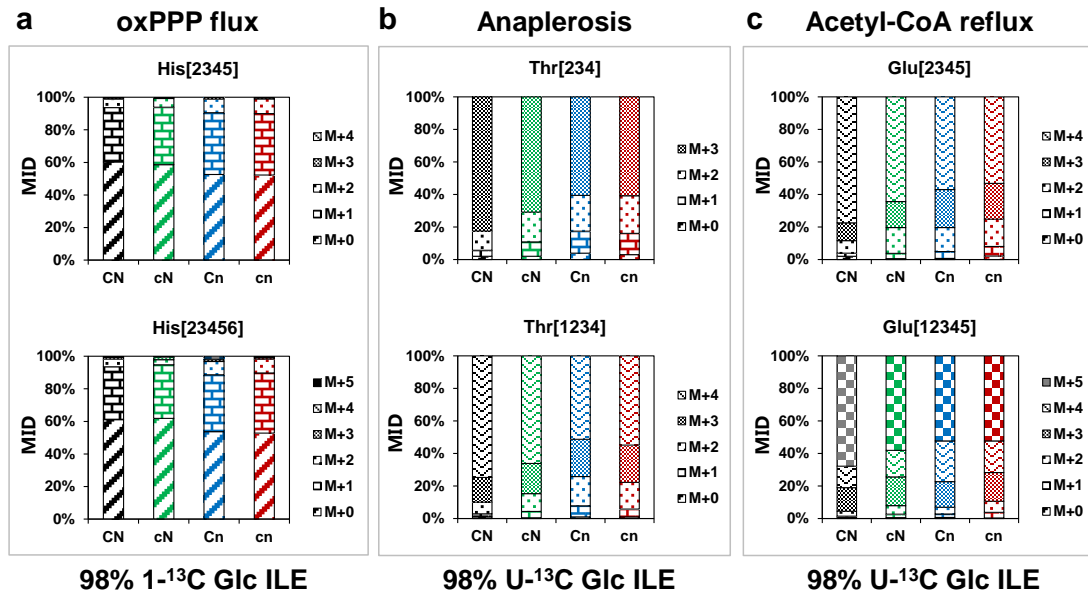 a oxPPP flux
His[2345]
MID
100%
80%
60%
40%
20%
0%
CN cN Cn cn
M+4
M+3
M+2
M+1
M+0
His[23456]
MID
100%
80%
60%
40%
20%
0%
CN cN Cn cn
M+5
M+4
M+3
M+2
M+1
M+0
98% 1-¹³C Glc ILE
b Anaplerosis
Thr[234]
MID
100%
80%
60%
40%
20%
0%
CN cN Cn cn
M+3
M+2
M+1
M+0
Thr[1234]
MID
100%
80%
60%
40%
20%
0%
CN cN Cn cn
M+4
M+3
M+2
M+1
M+0
98% U-¹³C Glc ILE
c Acetyl-CoA reflux
Glu[2345]
MID
100%
80%
60%
40%
20%
0%
CN cN Cn cn
M+4
M+3
M+2
M+1
M+0
Glu[12345]
MID
100%
80%
60%
40%
20%
0%
CN cN Cn cn
M+5
M+4
M+3
M+2
M+1
M+0
98% U-¹³C Glc ILE